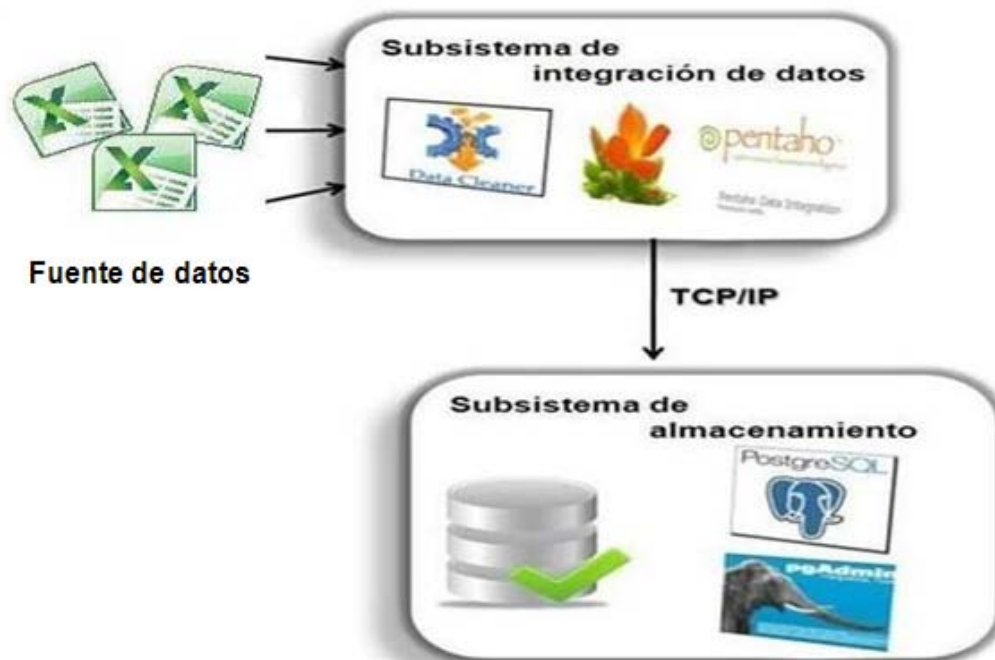 Subsistema de
integración de datos
Data Cleaner
pentaho
Pentaho Data Integration
Fuente de datos
TCP/IP
Subsistema de
almacenamiento
PostgreSQL
pgAdmin